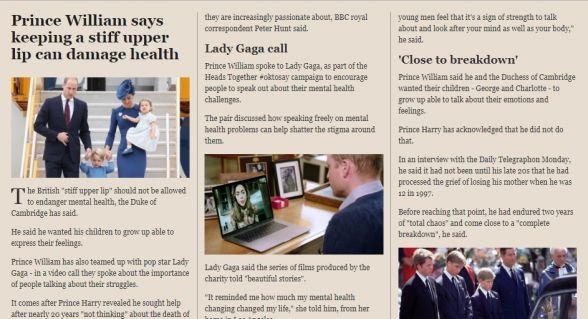 Prince William says
keeping a stiff upper
lip can damage health
The British "stiff upper lip" should not be allowed
to endanger mental health, the Duke of
Cambridge has said.
He said he wanted his children to grow up able to
express their feelings.
Prince William has also teamed up with pop star Lady
Gaga - in a video call they spoke about the importance
of people talking about their struggles.
It comes after Prince Harry revealed he sought help
after nearly 20 years "not thinking" about the death of
they are increasingly passionate about, BBC royal
correspondent Peter Hunt said.
Lady Gaga call
Prince William spoke to Lady Gaga, as part of the
Heads Together #oktosay campaign to encourage
people to speak out about their mental health
challenges.
The pair discussed how speaking freely on mental
health problems can help shatter the stigma around
them.
Lady Gaga said the series of films produced by the
charity told "beautiful stories".
"It reminded me how much my mental health
changing changed my life," she told him, from her
home in Los Angeles.
young men feel that it's a sign of strength to talk
about and look after your mind as well as your body,"
he said.
'Close to breakdown'
Prince William said he and the Duchess of Cambridge
wanted their children - George and Charlotte - to
grow up able to talk about their emotions and
feelings.
Prince Harry has acknowledged that he did not do
that.
In an interview with the Daily Telegraphon Monday,
he said it had not been until his late 20s that he had
processed the grief of losing his mother when he was
12 in 1997.
Before reaching that point, he had endured two years
of "total chaos" and come close to a "complete
breakdown", he said.